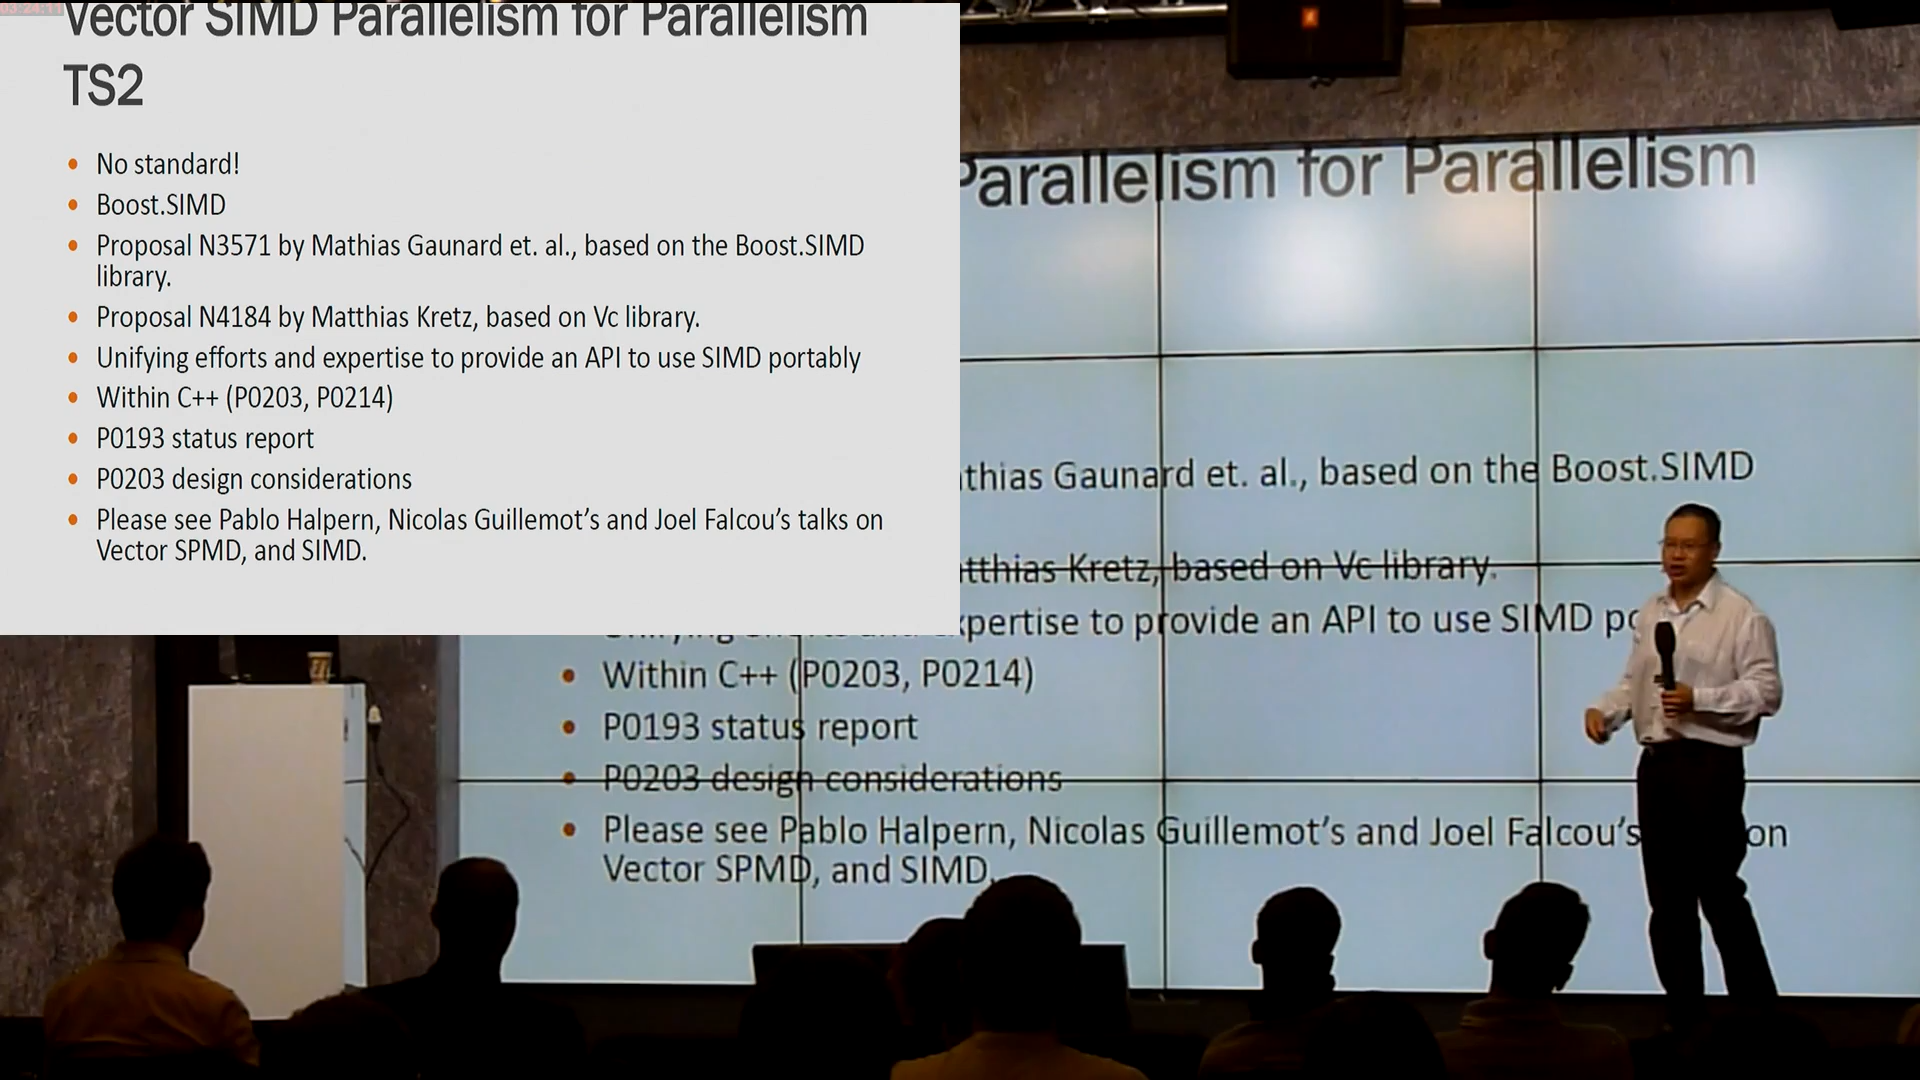 03:24:11
Vector SIMD Parallelism for Parallelism
TS2
• No standard!
• Boost.SIMD
• Proposal N3571 by Mathias Gaunard et. al., based on the Boost.SIMD
library.
• Proposal N4184 by Matthias Kretz, based on Vc library.
• Unifying efforts and expertise to provide an API to use SIMD portably
• Within C++ (P0203, P0214)
• P0193 status report
• P0203 design considerations
• Please see Pablo Halpern, Nicolas Guillemot's and Joel Falcou's talks on
Vector SPMD, and SIMD.
Parallelism for Parallelism
thias Gaunard et. al., based on the Boost.SIMD
tthias Kretz, based on Vc library.
xpertise to provide an API to use SIMD po
• Within C++ (P0203, P0214)
• P0193 status report
• P0203 design considerations
• Please see Pablo Halpern, Nicolas Guillemot's and Joel Falcou's on
Vector SPMD, and SIMD.